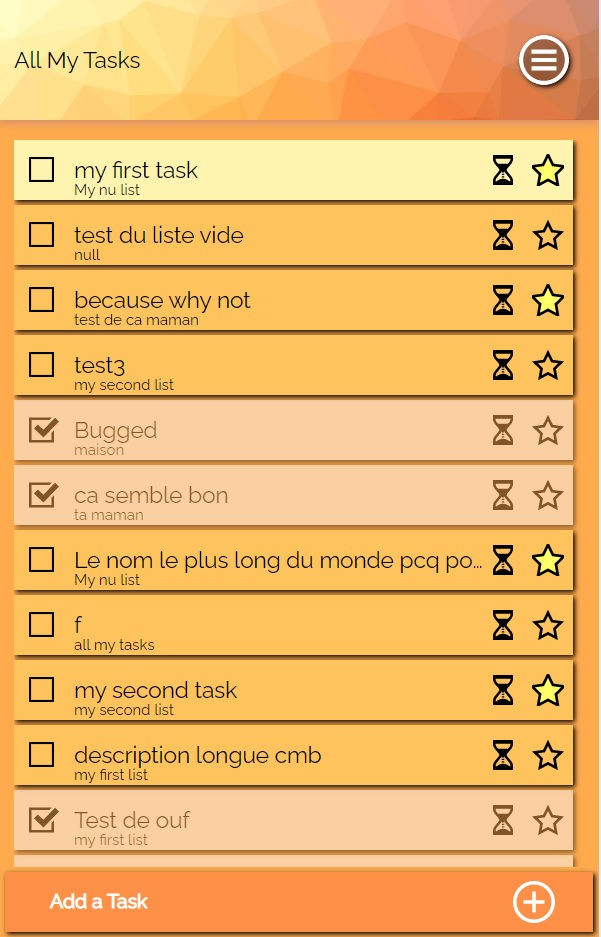 All My Tasks
my first task
My nu list
test du liste vide
null
because why not
test de ca maman
test3
my second list
Bugged
maison
ca semble bon
ta maman
Le nom le plus long du monde pcq po...
My nu list
f
all my tasks
my second task
my second list
description longue cmb
my first list
Test de ouf
my first list
Add a Task